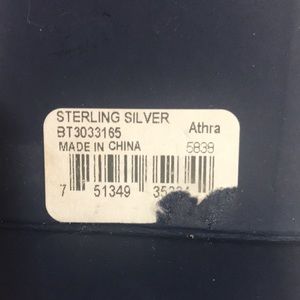 STERLING SILVER
BT3033165 Athra
MADE IN CHINA 5838
7 51349